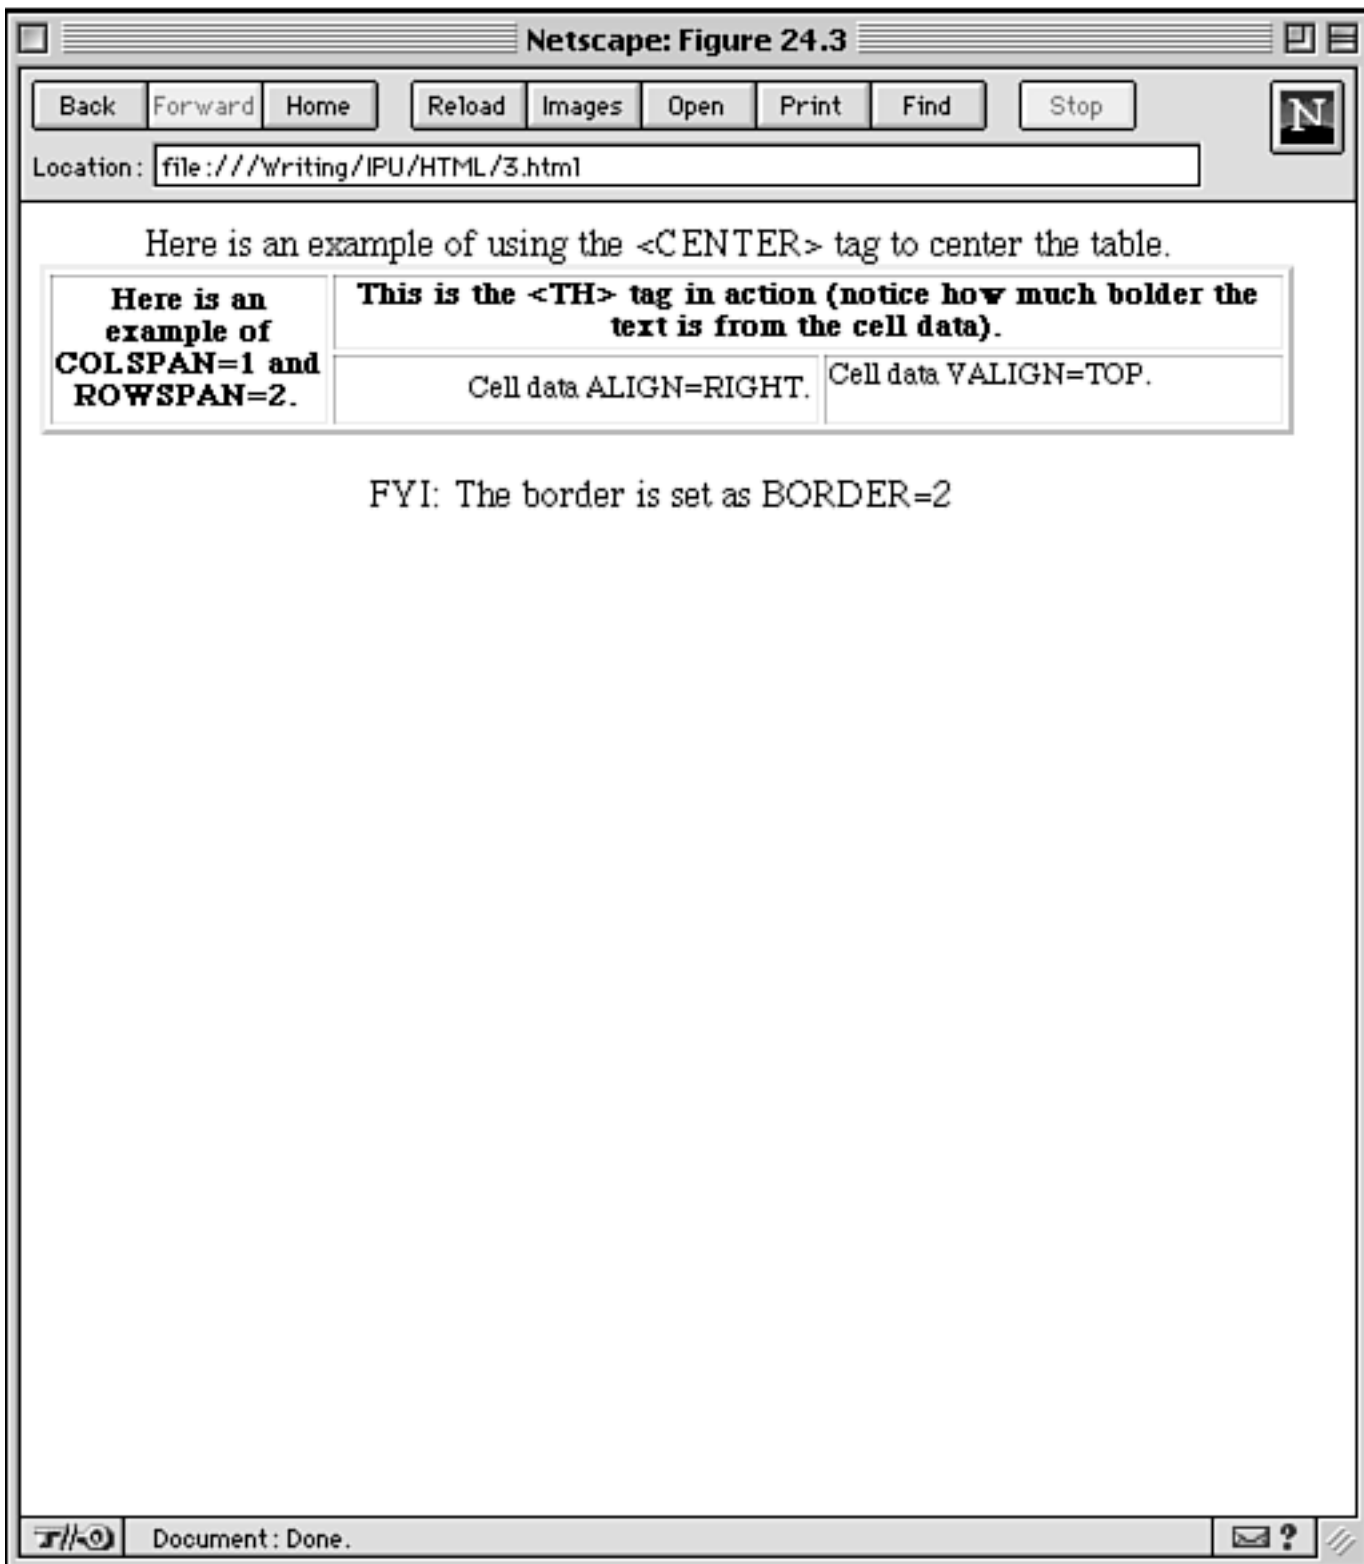 Netscape: Figure 24.3
Back Forward Home Reload Images Open Print Find Stop
N
Location: file:///Writing/IPU/HTML/3.html
Here is an example of using the <CENTER> tag to center the table.
Here is an
example of
COLSPAN=1 and
ROWSPAN=2.
This is the <TH> tag in action (notice how much bolder the
text is from the cell data).
Cell data ALIGN=RIGHT.
Cell data VALIGN=TOP.
FYI: The border is set as BORDER=2
Document: Done.
?